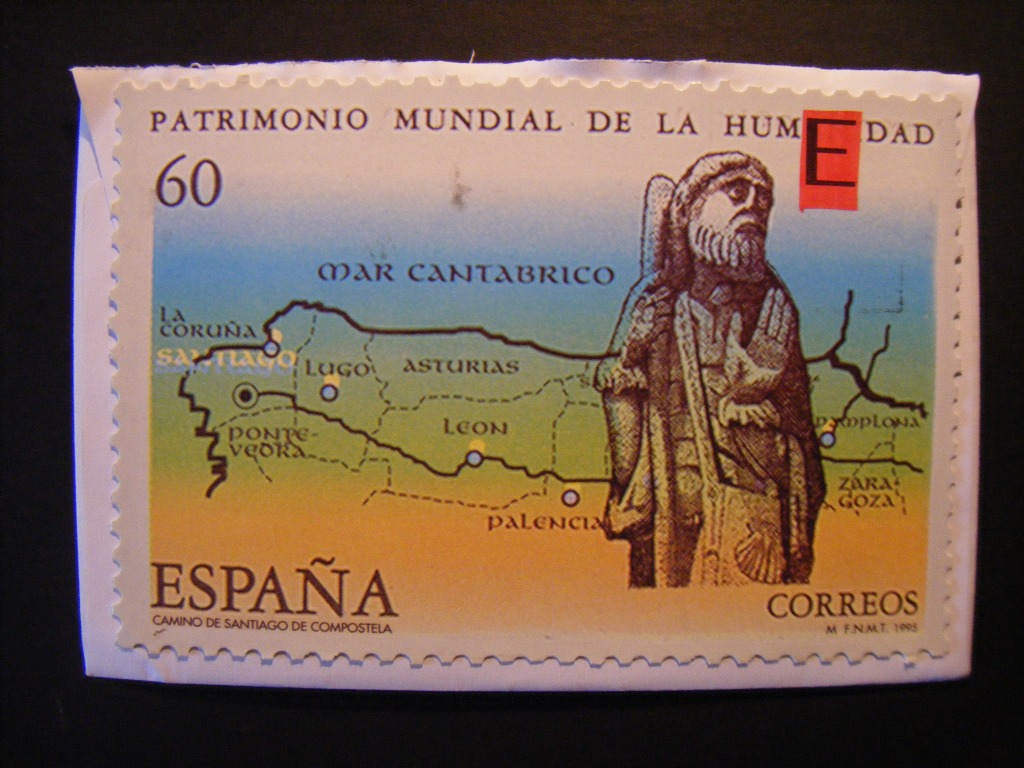 PATRIMONIO MUNDIAL DE LA HUM E DAD
60
MAR CANTABRICO
LA
CORUÑA
SANTIAGO
LUGO
ASTURIAS
PONTE-
VEDRA
LEON
PALENCIA
PAMPLONA
ZARA
GOZA
ESPAÑA
CAMINO DE SANTIAGO DE COMPOSTELA
CORREOS
M F.N.M.T. 1995